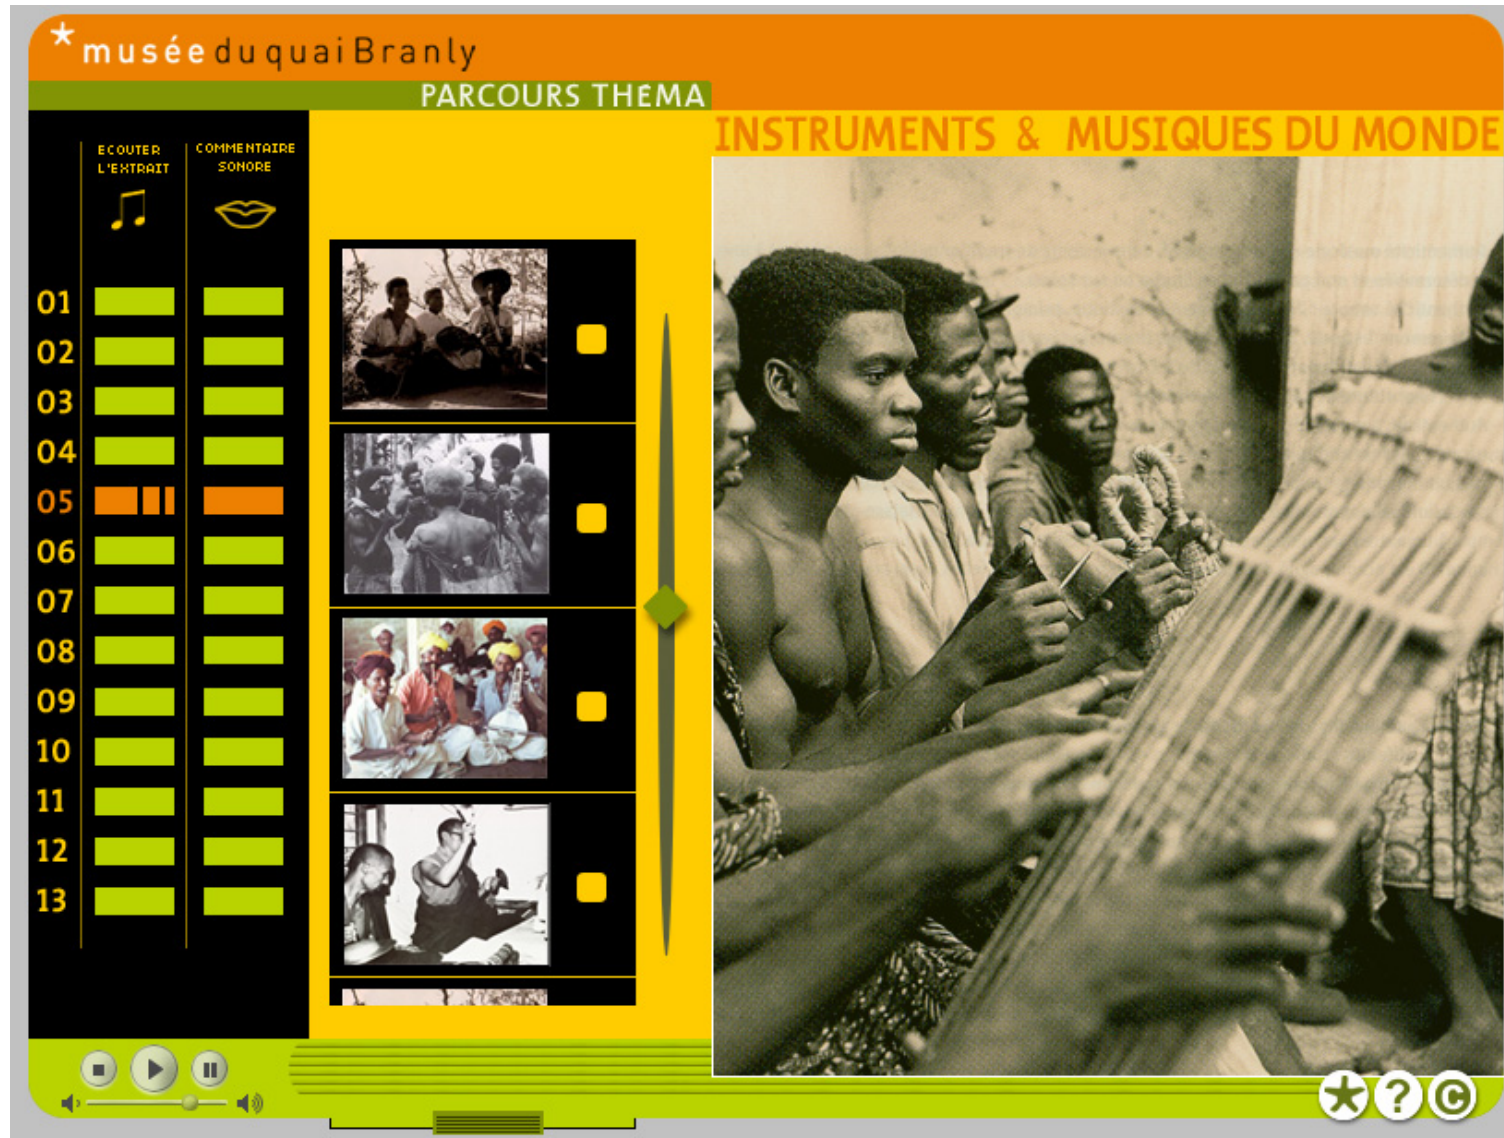 *musée du quai Branly
PARCOURS THEMA
INSTRUMENTS & MUSIQUES DU MONDE
ECOUTER
L'EXTRAIT
COMMENTAIRE
SONORE
01
02
03
04
05
06
07
08
09
10
11
12
13
* ? ©